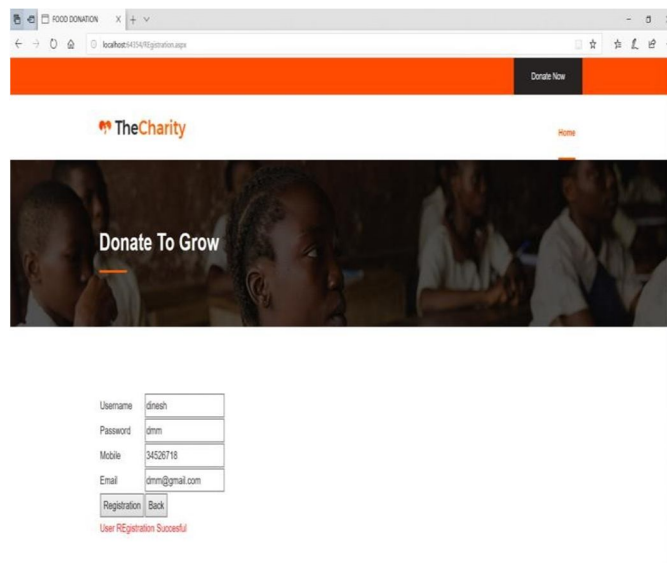 FOOD DONATION
localhost:64354/REgistration.aspx
Donate Now
TheCharity
Home
Donate To Grow
Username dinesh
Password dmm
Mobile 34526718
Email dmm@gmail.com
Registration Back
User REgistration Succesful